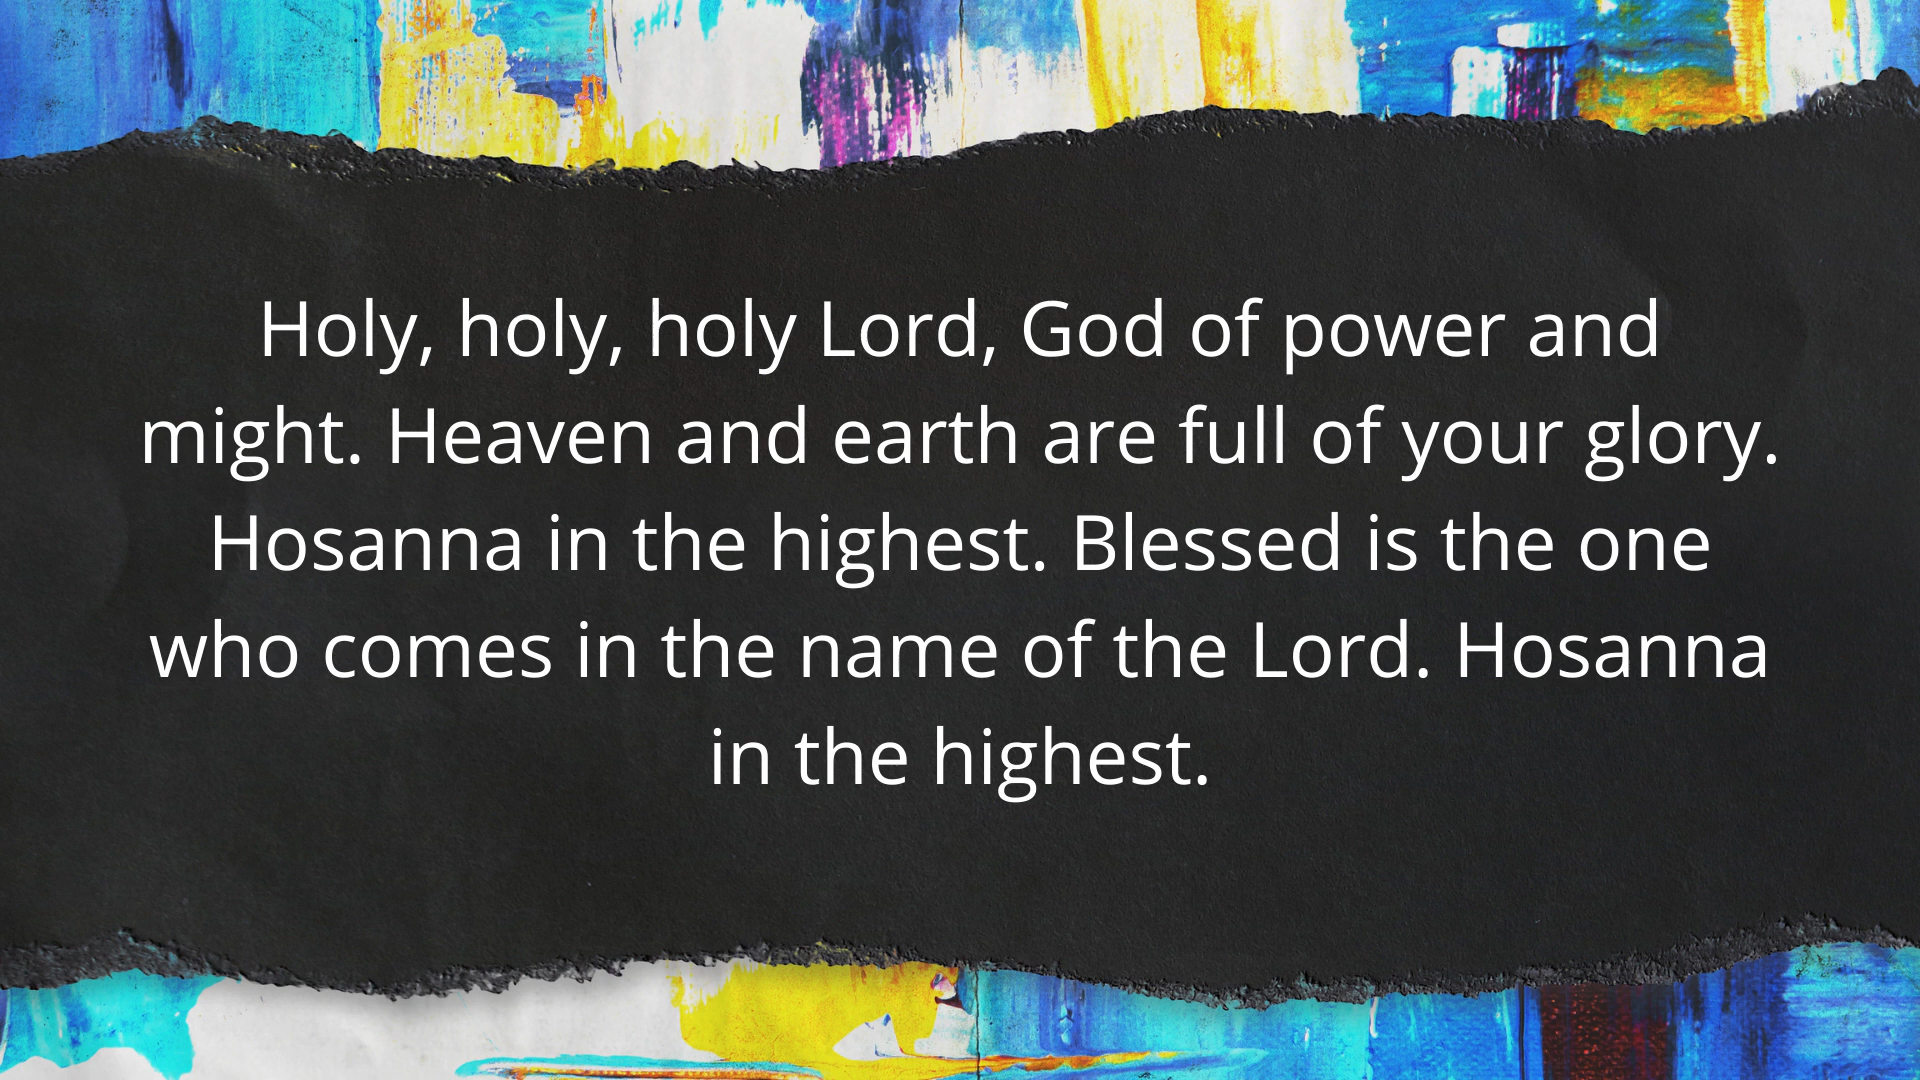 Holy, holy, holy Lord, God of power and
might. Heaven and earth are full of your glory.
Hosanna in the highest. Blessed is the one
who comes in the name of the Lord. Hosanna
in the highest.